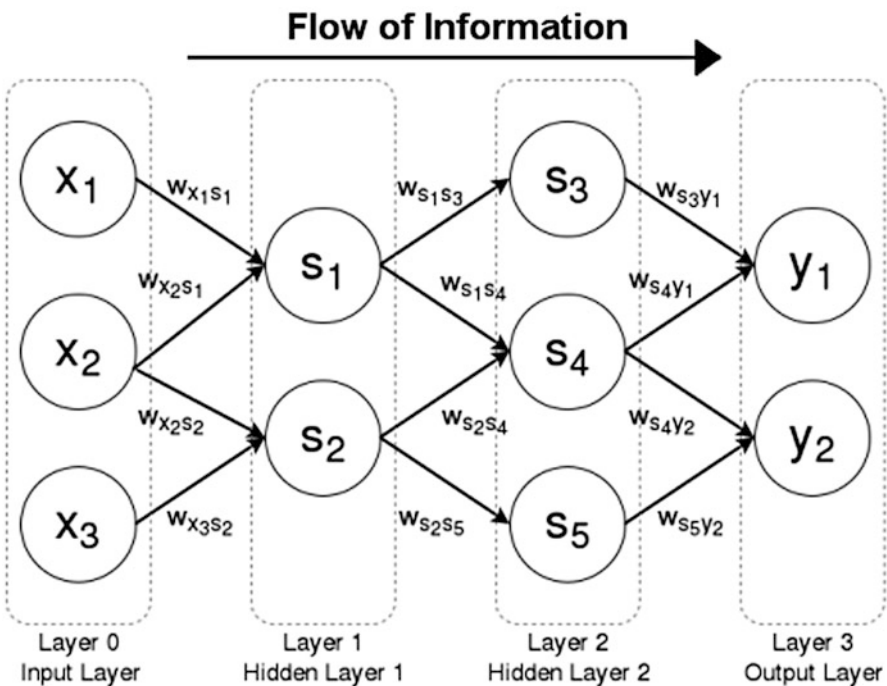 Flow of Information
x1
wx1s1
ws1s3
s3
ws3y1
s1
y1
wx2s1
ws1s4
ws4y1
x2
s4
wx2s2
ws2s4
ws4y2
s2
y2
x3
wx3s2
ws2s5
s5
ws5y2
Layer 0
Input Layer
Layer 1
Hidden Layer 1
Layer 2
Hidden Layer 2
Layer 3
Output Layer